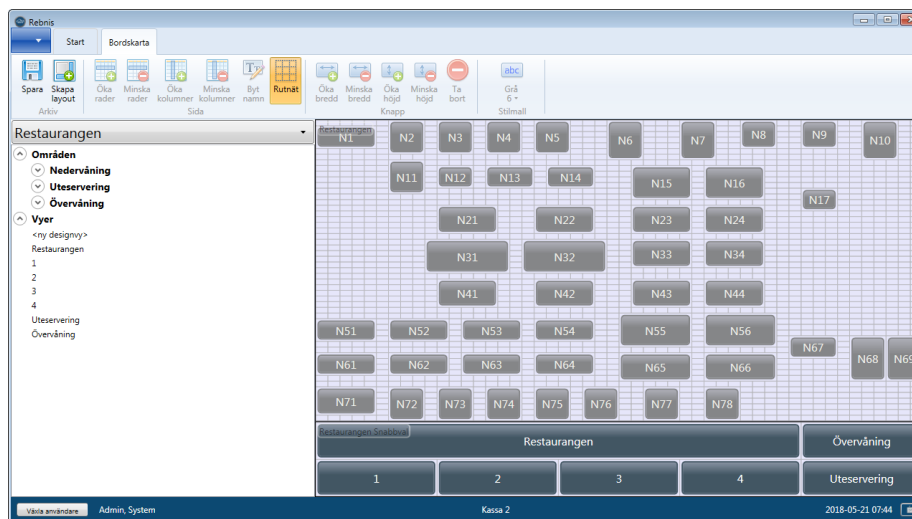 Rebnis
Start Bordskarta
Spara Skapa layout Öka rader Minska rader Öka kolumner Minska kolumner Byt namn Rutnät Öka bredd Minska bredd Öka höjd Minska höjd Ta bort abc Grå 6
Arkiv Sida Knapp Stilmall
Restaurangen
Områden
Nedervåning
Uteservering
Övervåning
Vyer
<ny designvy>
Restaurangen
1
2
3
4
Uteservering
Övervåning
Restaurangen
N1 N2 N3 N4 N5 N6 N7 N8 N9 N10
N11 N12 N13 N14 N15 N16 N17
N21 N22 N23 N24
N31 N32 N33 N34
N41 N42 N43 N44
N51 N52 N53 N54 N55 N56
N61 N62 N63 N64 N65 N66 N67 N68 N69
N71 N72 N73 N74 N75 N76 N77 N78
Restaurangen Snabbval
Restaurangen Övervåning
1 2 3 4 Uteservering
Växla användare Admin, System Kassa 2 2018-05-21 07:44